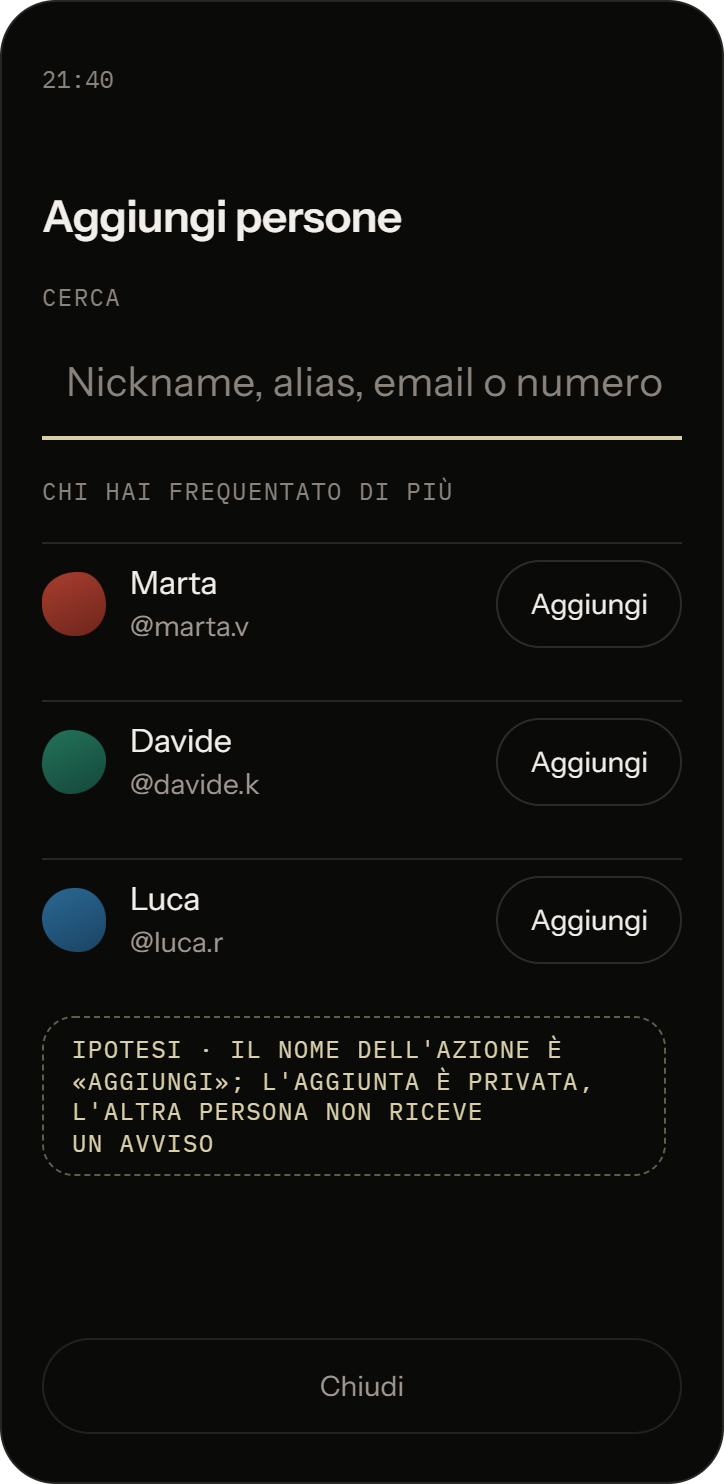 21:40
Aggiungi persone
CERCA
Nickname, alias, email o numero
CHI HAI FREQUENTATO DI PIÙ
Marta
@marta.v
Aggiungi
Davide
@davide.k
Aggiungi
Luca
@luca.r
Aggiungi
IPOTESI · IL NOME DELL'AZIONE È
«AGGIUNGI»; L'AGGIUNTA È PRIVATA,
L'ALTRA PERSONA NON RICEVE
UN AVVISO
Chiudi